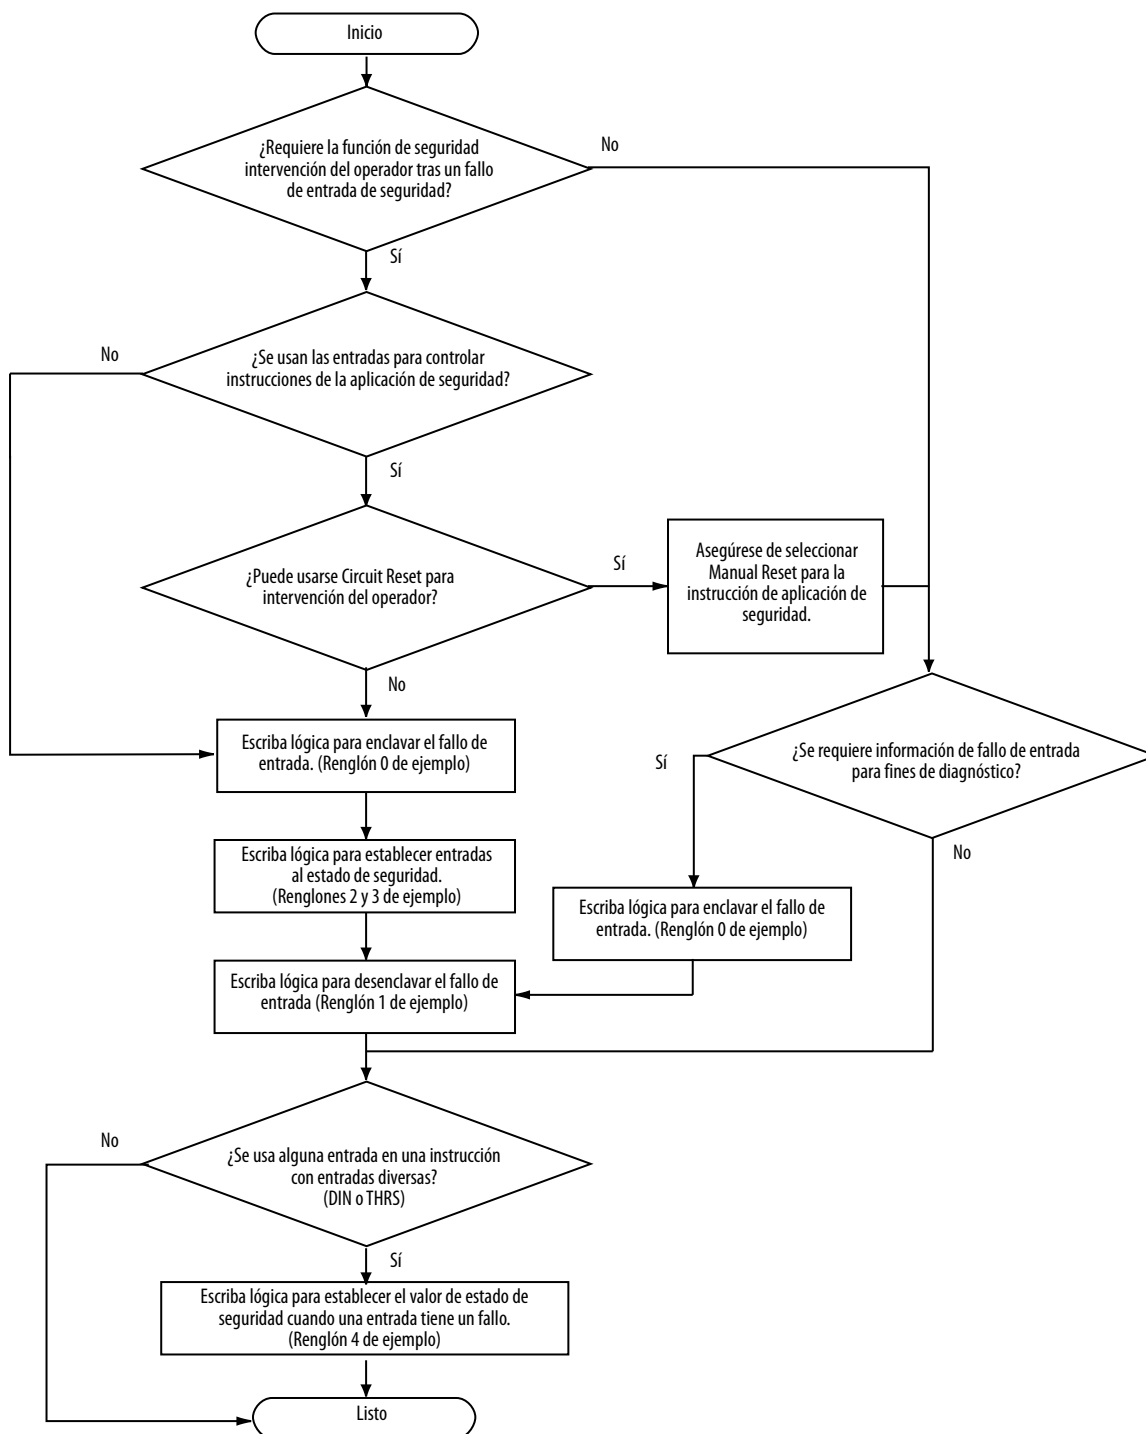 Inicio
¿Requiere la función de seguridad
intervención del operador tras un fallo
de entrada de seguridad?
No
Sí
¿Se usan las entradas para controlar
instrucciones de la aplicación de seguridad?
No
Sí
¿Puede usarse Circuit Reset para
intervención del operador?
Sí
Asegúrese de seleccionar
Manual Reset para la
instrucción de aplicación de
seguridad.
No
Escriba lógica para enclavar el fallo de
entrada. (Renglón 0 de ejemplo)
¿Se requiere información de fallo de entrada
para fines de diagnóstico?
Sí
No
Escriba lógica para establecer entradas
al estado de seguridad.
(Renglones 2 y 3 de ejemplo)
Escriba lógica para enclavar el fallo de
entrada. (Renglón 0 de ejemplo)
Escriba lógica para desenclavar el fallo de
entrada (Renglón 1 de ejemplo)
¿Se usa alguna entrada en una instrucción
con entradas diversas?
(DIN o THRS)
No
Sí
Escriba lógica para establecer el valor de estado de
seguridad cuando una entrada tiene un fallo.
(Renglón 4 de ejemplo)
Listo